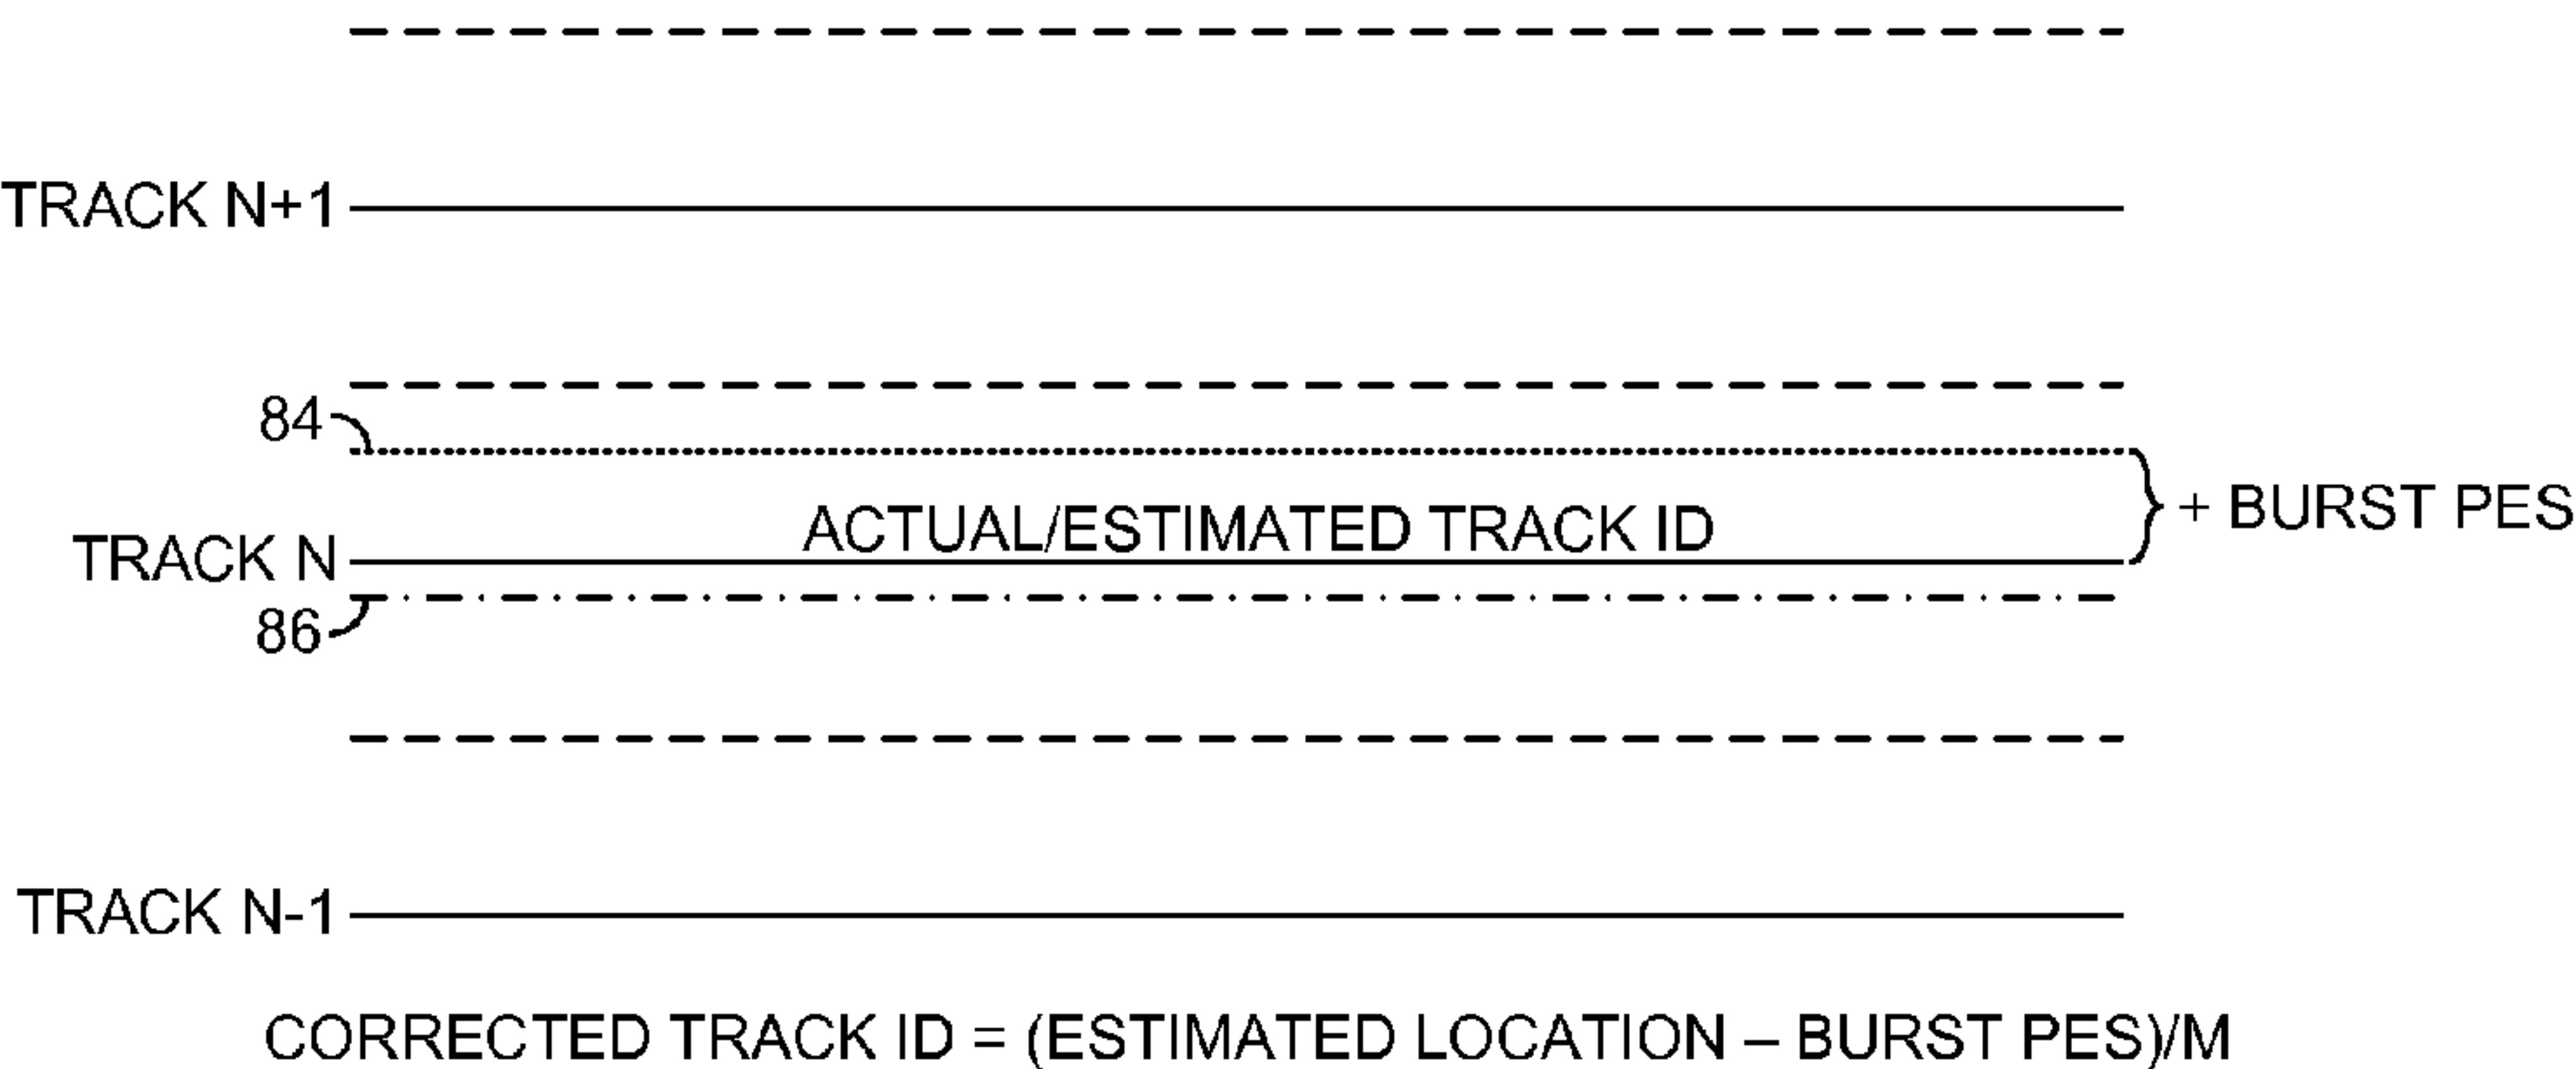 TRACK N+1
84
ACTUAL/ESTIMATED TRACK ID
+ BURST PES
TRACK N
86
TRACK N-1
CORRECTED TRACK ID = (ESTIMATED LOCATION – BURST PES)/M